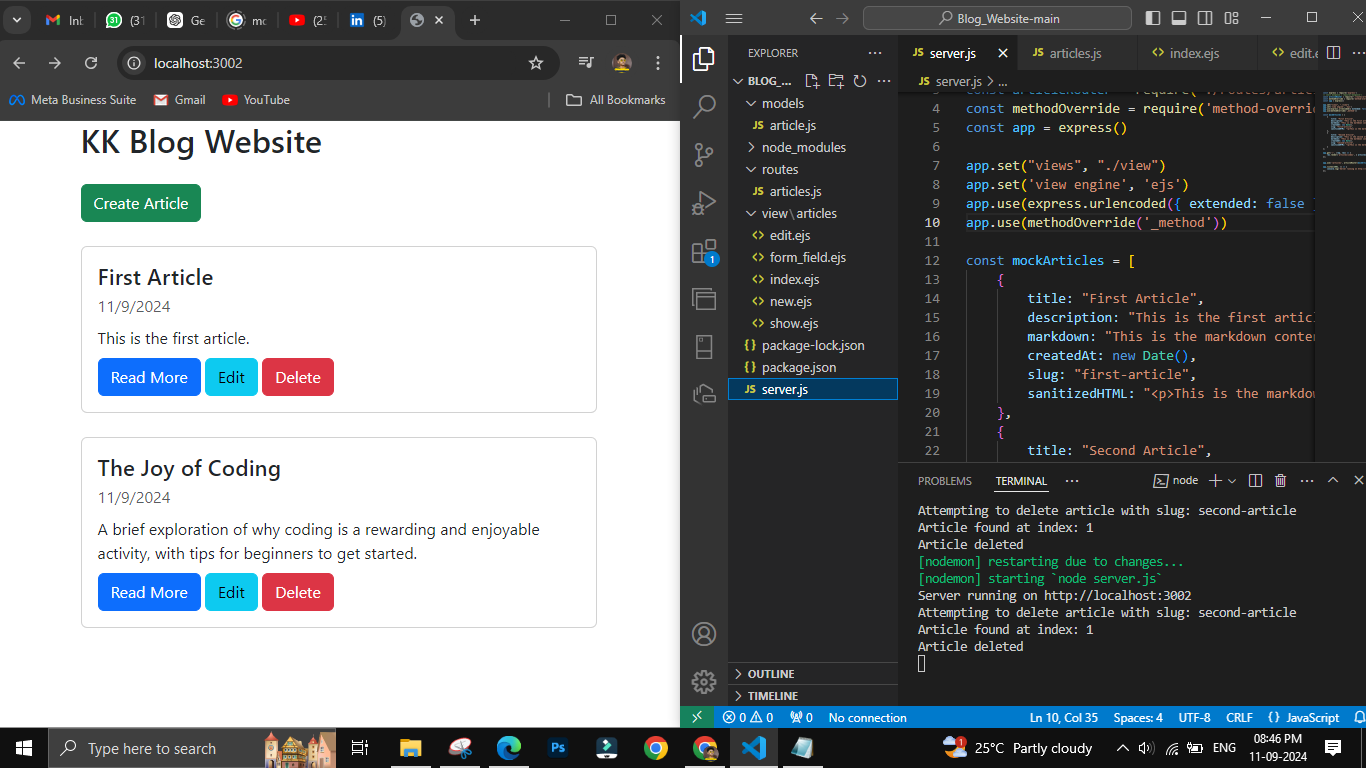 Inb
(31
Ge
mo
(25
(5)
localhost:3002
Meta Business Suite
Gmail
YouTube
All Bookmarks
KK Blog Website
Create Article
First Article
11/9/2024
This is the first article.
Read More
Edit
Delete
The Joy of Coding
11/9/2024
A brief exploration of why coding is a rewarding and enjoyable
activity, with tips for beginners to get started.
Read More
Edit
Delete
Blog_Website-main
EXPLORER
BLOG_...
models
JS article.js
node_modules
routes
JS articles.js
view\articles
<> edit.ejs
<> form_field.ejs
<> index.ejs
<> new.ejs
<> show.ejs
{} package-lock.json
{} package.json
JS server.js
OUTLINE
TIMELINE
1
JS server.js
JS articles.js
<> index.ejs
<> edit.e
JS server.js > ...
4 const methodOverride = require('method-overri
5 const app = express()
6
7 app.set("views", "./view")
8 app.set('view engine', 'ejs')
9 app.use(express.urlencoded({ extended: false }
10 app.use(methodOverride('_method'))
11
12 const mockArticles = [
13 {
14 title: "First Article",
15 description: "This is the first artic
16 markdown: "This is the markdown conte
17 createdAt: new Date(),
18 slug: "first-article",
19 sanitizedHTML: "<p>This is the markdow
20 },
21 {
22 title: "Second Article",
PROBLEMS
TERMINAL
node
Attempting to delete article with slug: second-article
Article found at index: 1
Article deleted
[nodemon] restarting due to changes...
[nodemon] starting `node server.js`
Server running on http://localhost:3002
Attempting to delete article with slug: second-article
Article found at index: 1
Article deleted
0 0
0
No connection
Ln 10, Col 35
Spaces: 4
UTF-8
CRLF
{} JavaScript
Type here to search
Ps
1
25°C Partly cloudy
ENG
08:46 PM
11-09-2024